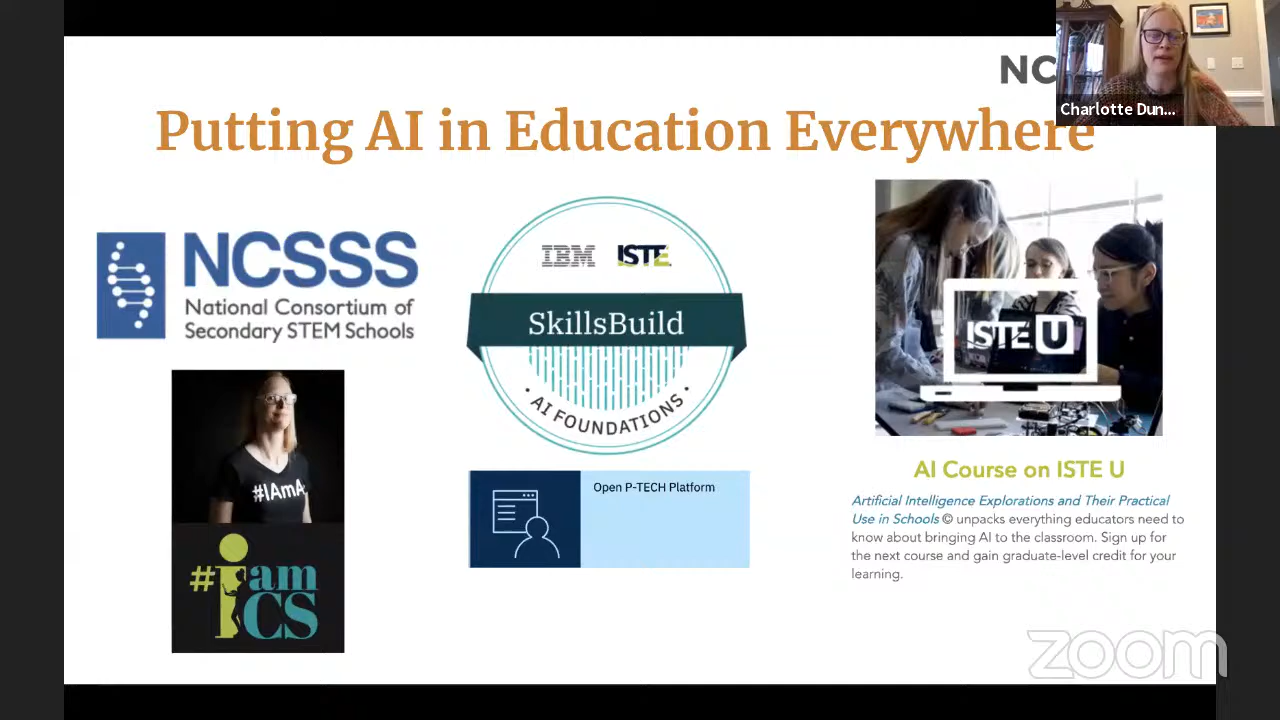 NC
Charlotte Dun...
Putting AI in Education Everywhere
NCSSS
National Consortium of
Secondary STEM Schools
IBM ISTE
SkillsBuild
• AI FOUNDATIONS •
ISTE U
#IAmA
#iam
CS
Open P-TECH Platform
AI Course on ISTE U
Artificial Intelligence Explorations and Their Practical
Use in Schools © unpacks everything educators need to
know about bringing AI to the classroom. Sign up for
the next course and gain graduate-level credit for your
learning.
zoom